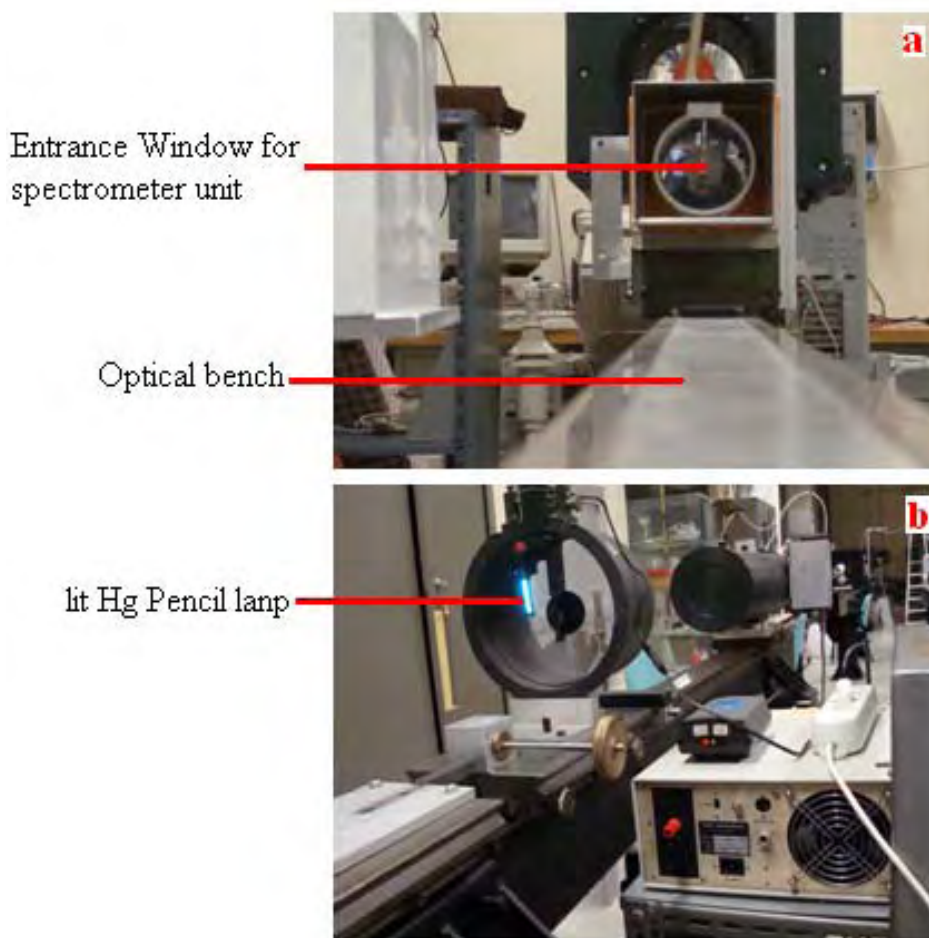 a
Entrance Window for
spectrometer unit
Optical bench
b
lit Hg Pencil lanp